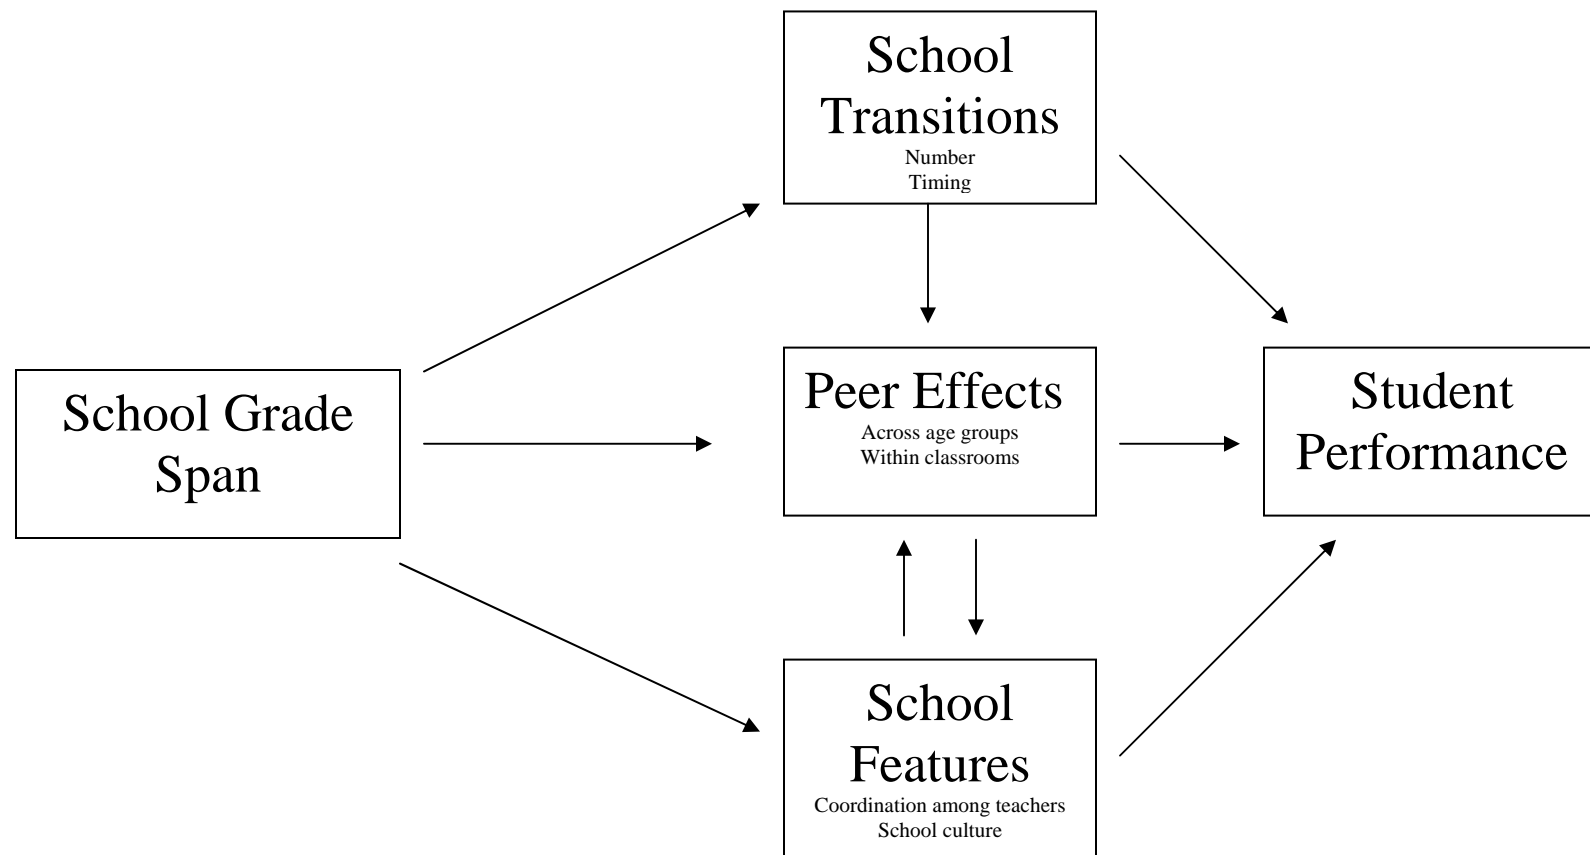 School
Transitions
Number
Timing
School Grade
Span
Peer Effects
Across age groups
Within classrooms
Student
Performance
School
Features
Coordination among teachers
School culture